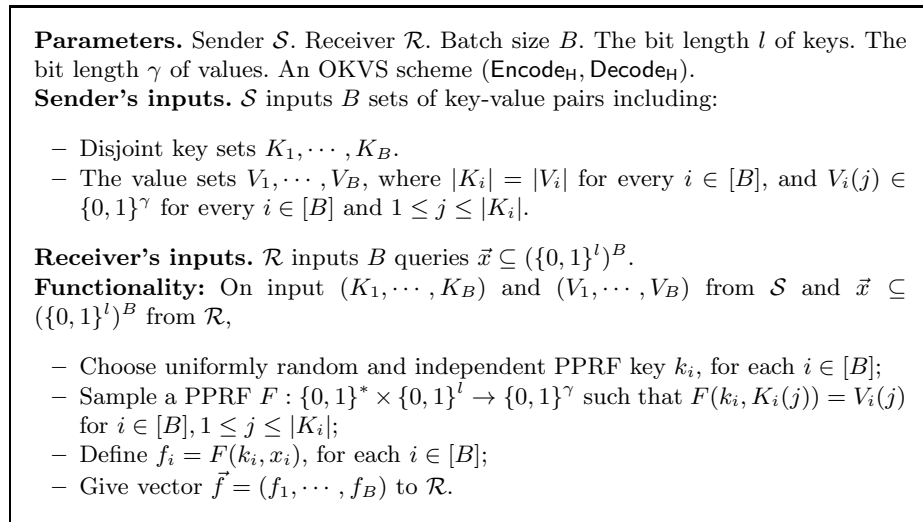 Parameters. Sender 𝒮. Receiver ℛ. Batch size B. The bit length l of keys. The
bit length γ of values. An OKVS scheme (Encode_H, Decode_H).
Sender's inputs. 𝒮 inputs B sets of key-value pairs including:
– Disjoint key sets K_1, ⋯ , K_B.
– The value sets V_1, ⋯ , V_B, where |K_i| = |V_i| for every i ∈ [B], and V_i(j) ∈
{0, 1}^γ for every i ∈ [B] and 1 ≤ j ≤ |K_i|.
Receiver's inputs. ℛ inputs B queries x⃗ ⊆ ({0, 1}^l)^B.
Functionality: On input (K_1, ⋯ , K_B) and (V_1, ⋯ , V_B) from 𝒮 and x⃗ ⊆
({0, 1}^l)^B from ℛ,
– Choose uniformly random and independent PPRF key k_i, for each i ∈ [B];
– Sample a PPRF F : {0, 1}^* × {0, 1}^l → {0, 1}^γ such that F(k_i, K_i(j)) = V_i(j)
for i ∈ [B], 1 ≤ j ≤ |K_i|;
– Define f_i = F(k_i, x_i), for each i ∈ [B];
– Give vector f⃗ = (f_1, ⋯ , f_B) to ℛ.